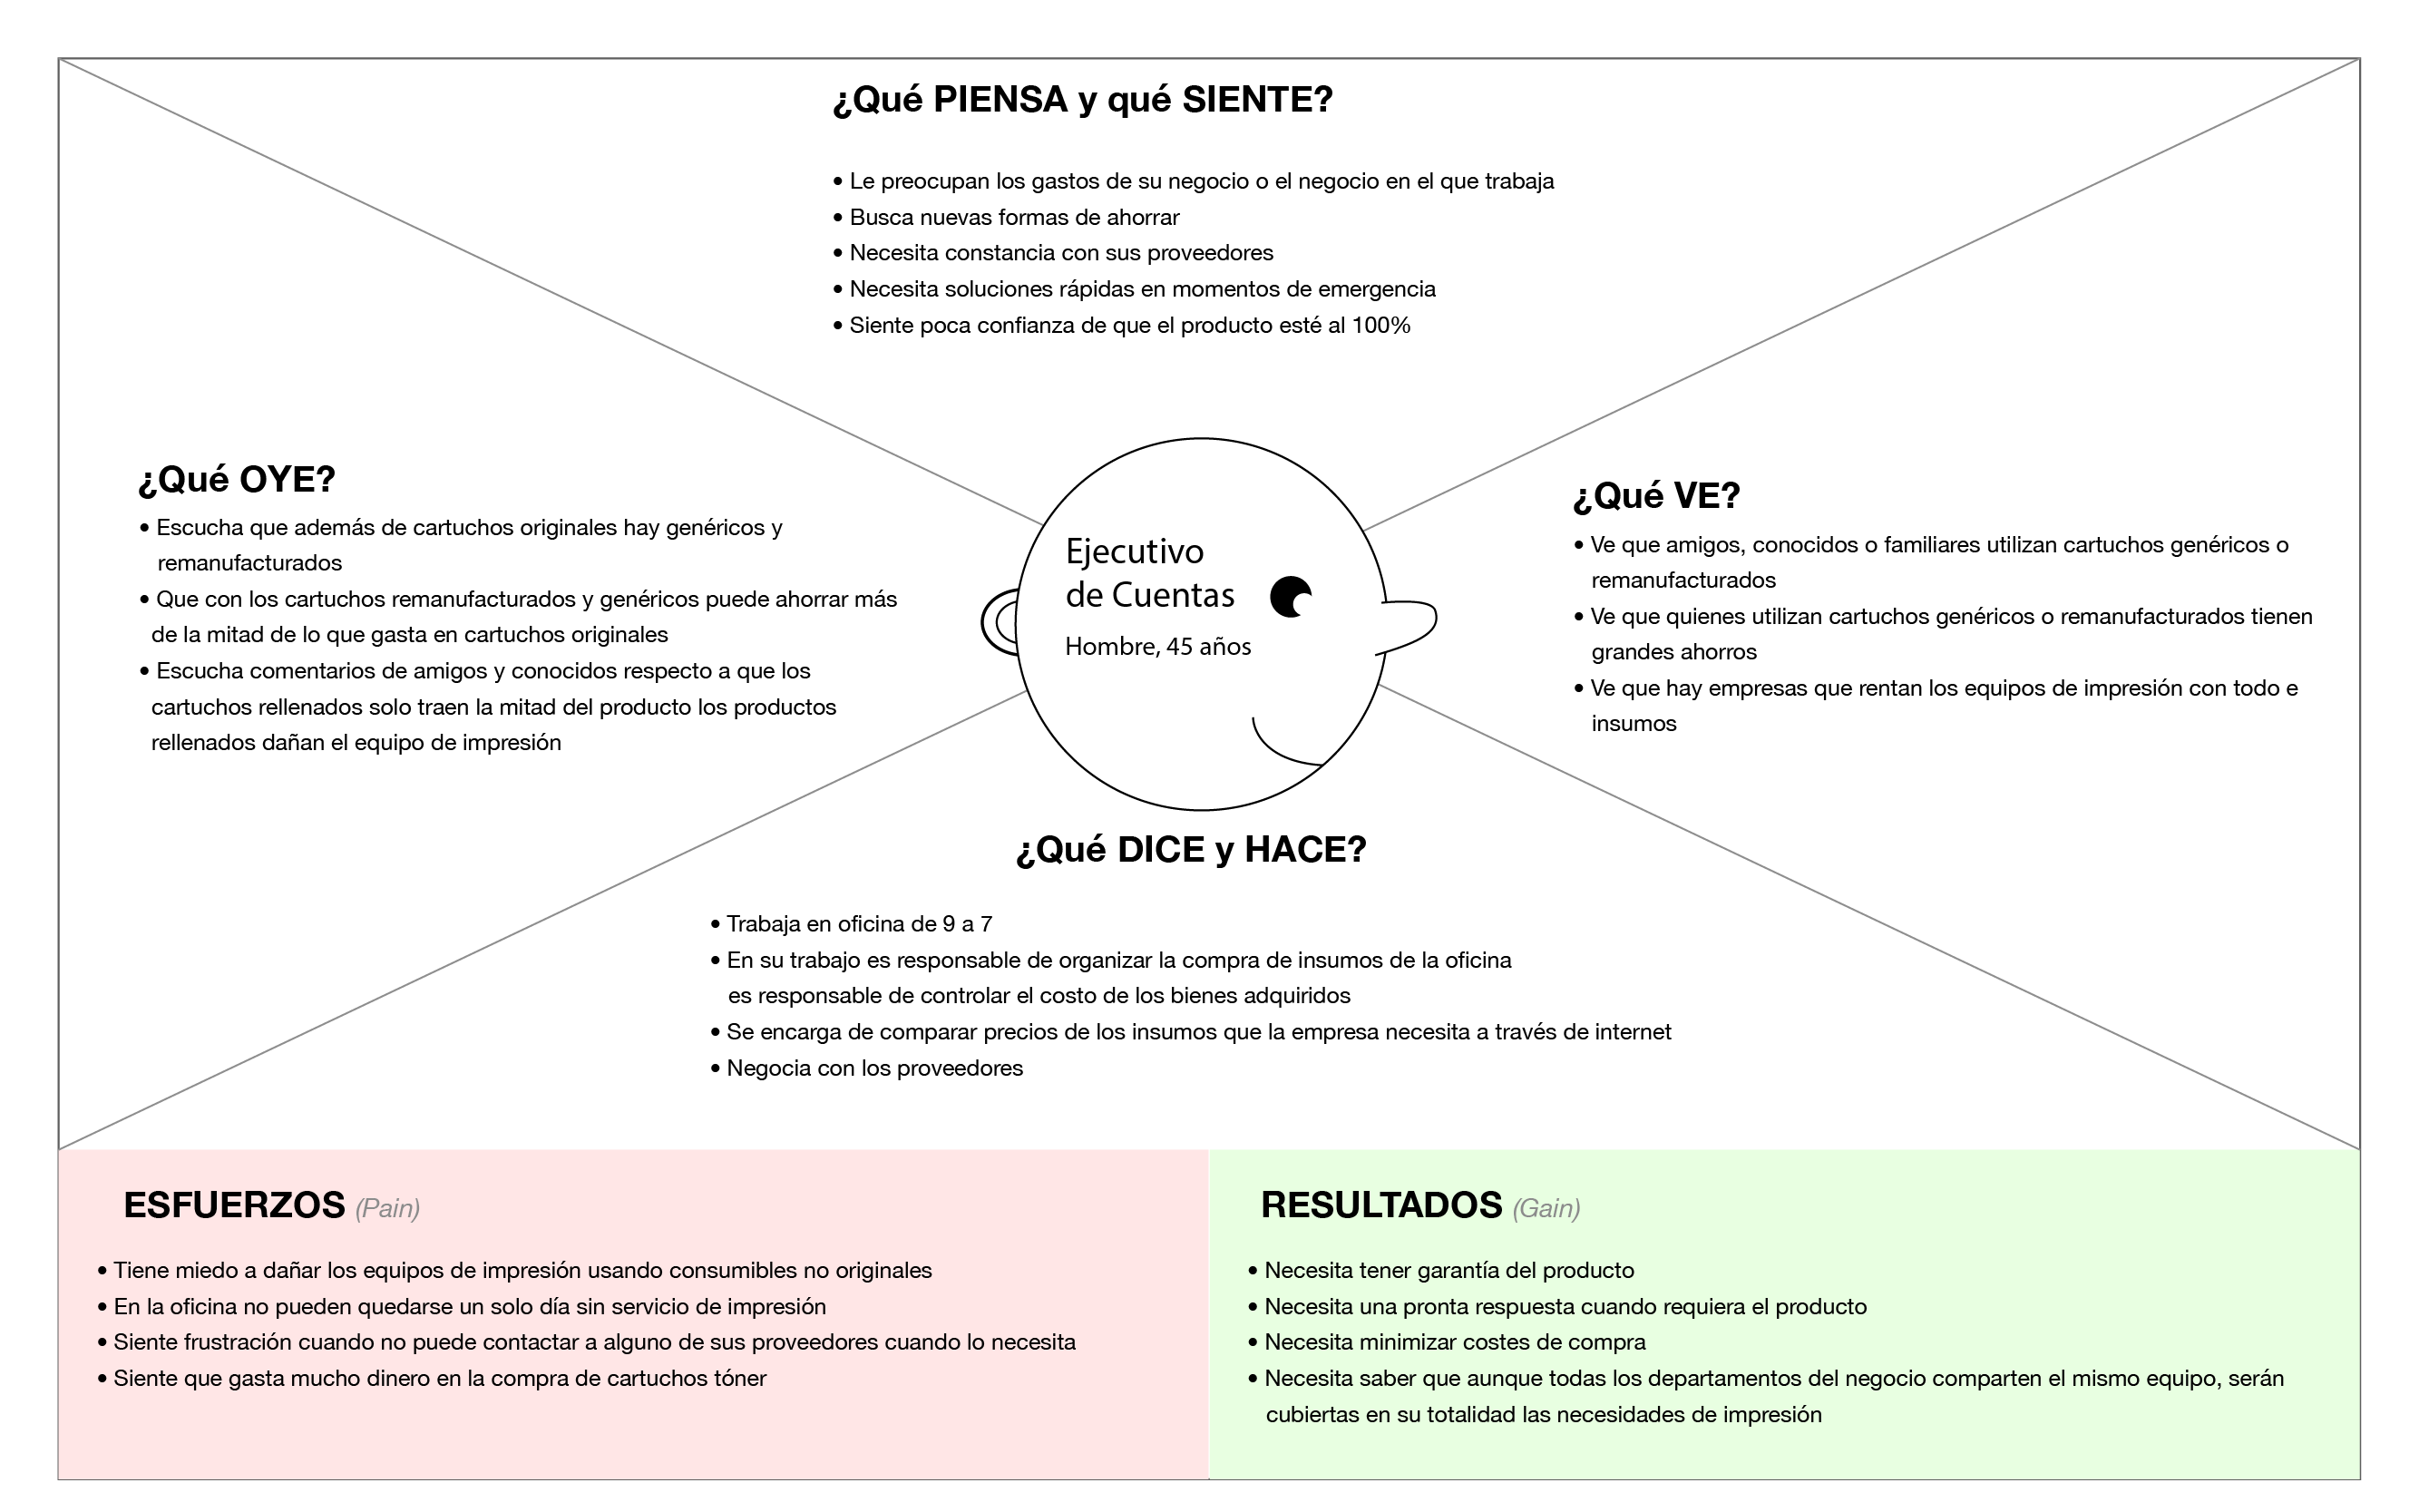 ¿Qué PIENSA y qué SIENTE?
• Le preocupan los gastos de su negocio o el negocio en el que trabaja
• Busca nuevas formas de ahorrar
• Necesita constancia con sus proveedores
• Necesita soluciones rápidas en momentos de emergencia
• Siente poca confianza de que el producto esté al 100%
¿Qué OYE?
• Escucha que además de cartuchos originales hay genéricos y
remanufacturados
• Que con los cartuchos remanufacturados y genéricos puede ahorrar más
de la mitad de lo que gasta en cartuchos originales
• Escucha comentarios de amigos y conocidos respecto a que los
cartuchos rellenados solo traen la mitad del producto los productos
rellenados dañan el equipo de impresión
Ejecutivo
de Cuentas
Hombre, 45 años
¿Qué VE?
• Ve que amigos, conocidos o familiares utilizan cartuchos genéricos o
remanufacturados
• Ve que quienes utilizan cartuchos genéricos o remanufacturados tienen
grandes ahorros
• Ve que hay empresas que rentan los equipos de impresión con todo e
insumos
¿Qué DICE y HACE?
• Trabaja en oficina de 9 a 7
• En su trabajo es responsable de organizar la compra de insumos de la oficina
es responsable de controlar el costo de los bienes adquiridos
• Se encarga de comparar precios de los insumos que la empresa necesita a través de internet
• Negocia con los proveedores
ESFUERZOS (Pain)
• Tiene miedo a dañar los equipos de impresión usando consumibles no originales
• En la oficina no pueden quedarse un solo día sin servicio de impresión
• Siente frustración cuando no puede contactar a alguno de sus proveedores cuando lo necesita
• Siente que gasta mucho dinero en la compra de cartuchos tóner
RESULTADOS (Gain)
• Necesita tener garantía del producto
• Necesita una pronta respuesta cuando requiera el producto
• Necesita minimizar costes de compra
• Necesita saber que aunque todas los departamentos del negocio comparten el mismo equipo, serán
cubiertas en su totalidad las necesidades de impresión